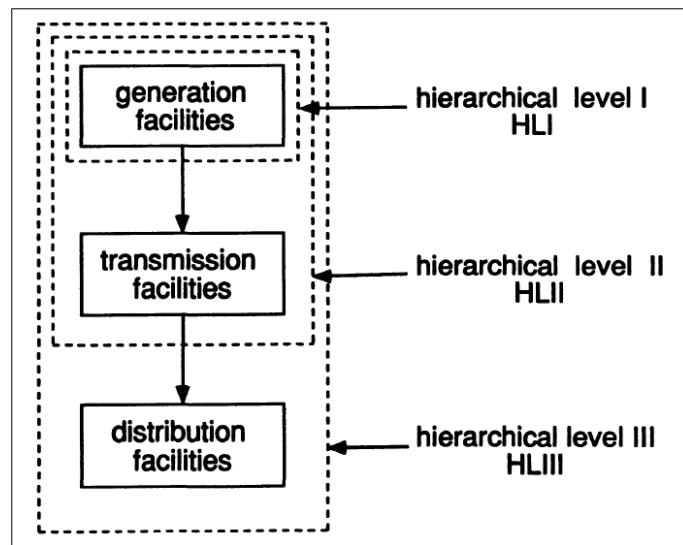 generation
facilities
hierarchical level I
HLI
transmission
facilities
hierarchical level II
HLII
distribution
facilities
hierarchical level III
HLIII